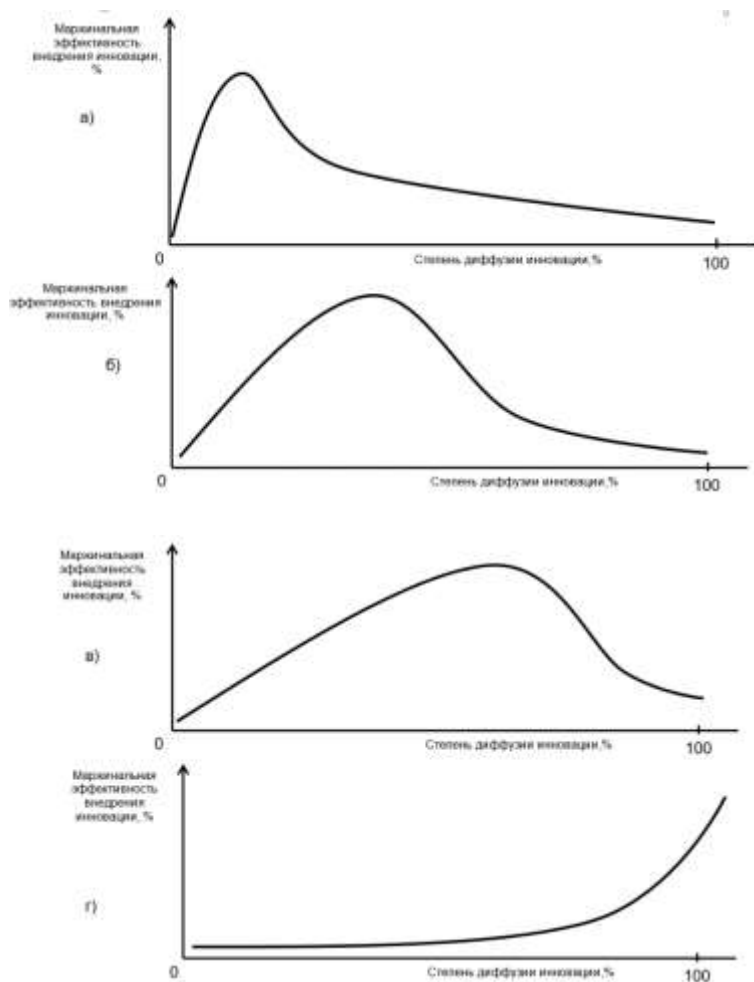 Маржинальная
эффективность
внедрения инновации,
%
а)
0
Степень диффузии инновации,%
100
Маржинальная
эффективность внедрения
инновации, %
б)
0
Степень диффузии инновации,%
100
Маржинальная
эффективность
внедрения
инновации, %
в)
0
Степень диффузии инновации,%
100
Маржинальная
эффективность
внедрения
инновации, %
г)
0
Степень диффузии инновации,%
100